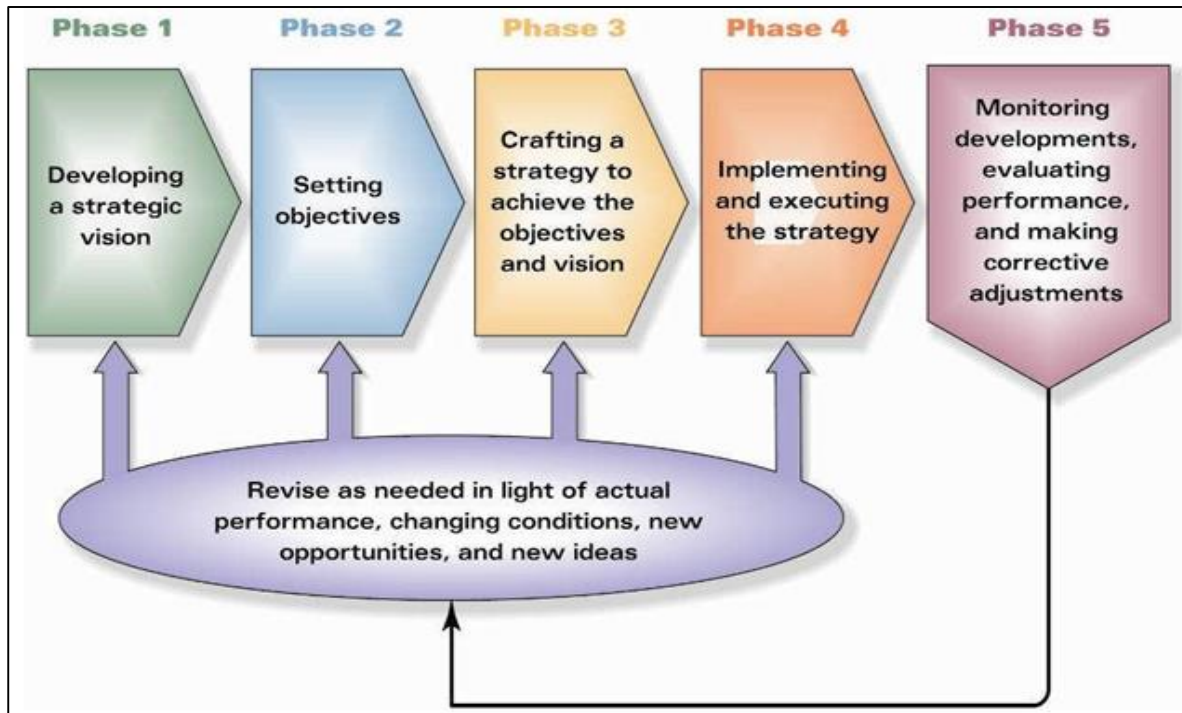 Phase 1
Phase 2
Phase 3
Phase 4
Phase 5
Developing
a strategic
vision
Setting
objectives
Crafting a
strategy to
achieve the
objectives
and vision
Implementing
and executing
the strategy
Monitoring
developments,
evaluating
performance,
and making
corrective
adjustments
Revise as needed in light of actual
performance, changing conditions, new
opportunities, and new ideas